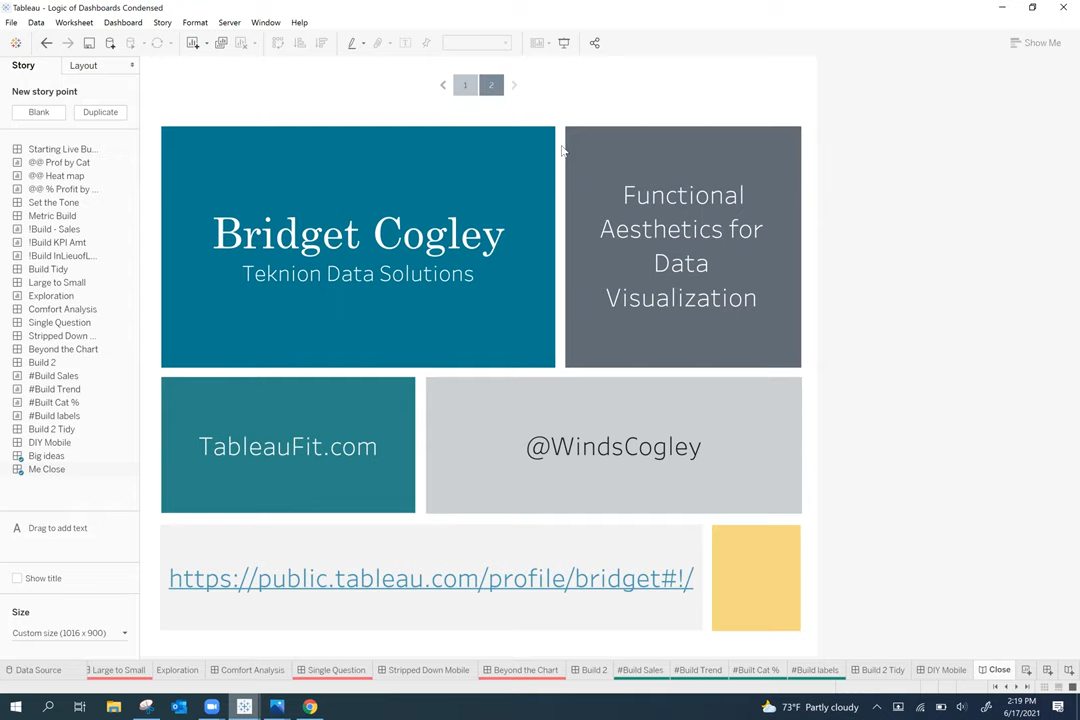 Tableau - Logic of Dashboards Condensed
File Data Worksheet Dashboard Story Format Analysis Server Window Help
Show Me
Story
Layout
New story point
Blank
Duplicate
1
2
Starting Live Bu...
@@ Prof by Cat
@@ Heat map
@@ % Profit by ...
Set the Tone
Metric Build
!Build - Sales
!Build KPI Amt
!Build InLieuofL...
Build Tidy
Large to Small
Exploration
Comfort Analysis
Single Question
Stripped Down ...
Beyond the Chart
Build 2
#Build Sales
#Build Trend
#Built Cat %
#Build labels
Build 2 Tidy
DIY Mobile
Big ideas
Me Close
A Drag to add text
Show title
Size
Custom size (1016 x 900)
Bridget Cogley
Teknion Data Solutions
Functional
Aesthetics for
Data
Visualization
TableauFit.com
@WindsCogley
https://public.tableau.com/profile/bridget#!/
Data Source Large to Small Exploration Comfort Analysis Single Question Stripped Down Mobile Beyond the Chart Build 2 #Build Sales #Build Trend #Built Cat % #Build labels Build 2 Tidy DIY Mobile Close
73°F Partly cloudy
2:19 PM
6/17/2021